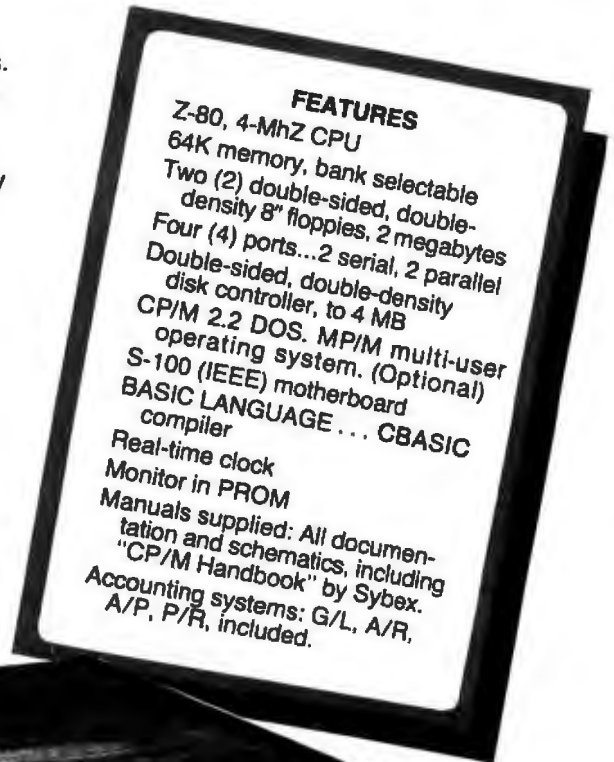 FEATURES
Z-80, 4-MhZ CPU
64K memory, bank selectable
Two (2) double-sided, double-
density 8" floppies, 2 megabytes
Four (4) ports...2 serial, 2 parallel
Double-sided, double-density
disk controller, to 4 MB
CP/M 2.2 DOS. MP/M multi-user
operating system. (Optional)
S-100 (IEEE) motherboard
BASIC LANGUAGE... CBASIC
compiler
Real-time clock
Monitor in PROM
Manuals supplied: All documen-
tation and schematics, including
"CP/M Handbook" by Sybex.
Accounting systems: G/L, A/R,
A/P, P/R, included.